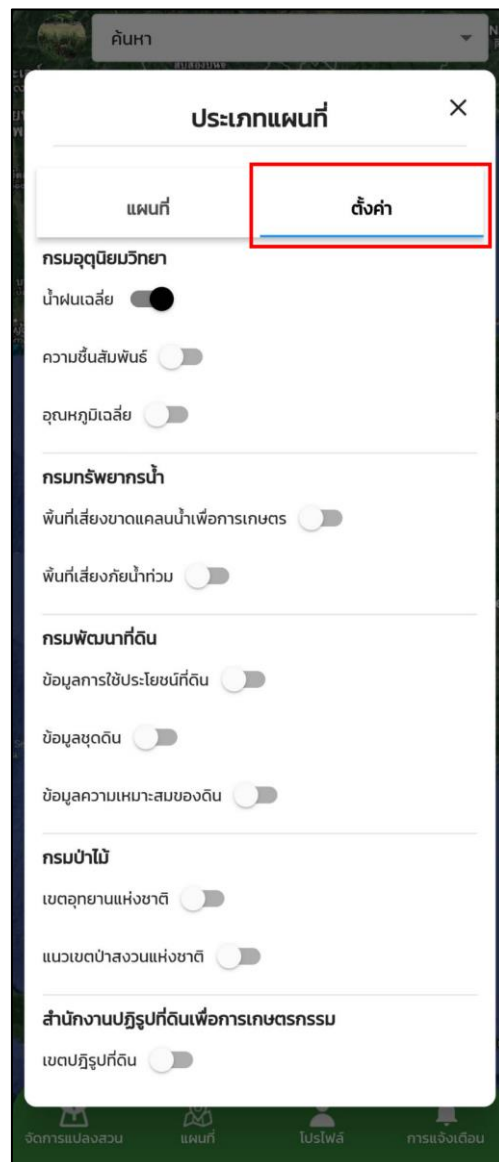 ค้นหา
ประเภทแผนที่
แผนที่
ตั้งค่า
กรมอุตุนิยมวิทยา
น้ำฝนเฉลี่ย
ความชื้นสัมพันธ์
อุณหภูมิเฉลี่ย
กรมทรัพยากรน้ำ
พื้นที่เสี่ยงขาดแคลนน้ำเพื่อการเกษตร
พื้นที่เสี่ยงภัยน้ำท่วม
กรมพัฒนาที่ดิน
ข้อมูลการใช้ประโยชน์ที่ดิน
ข้อมูลชุดดิน
ข้อมูลความเหมาะสมของดิน
กรมป่าไม้
เขตอุทยานแห่งชาติ
แนวเขตป่าสงวนแห่งชาติ
สำนักงานปฏิรูปที่ดินเพื่อการเกษตรกรรม
เขตปฎิรูปที่ดิน
จัดการแปลงสวน
แผนที่
โปรไฟล์
การแจ้งเตือน